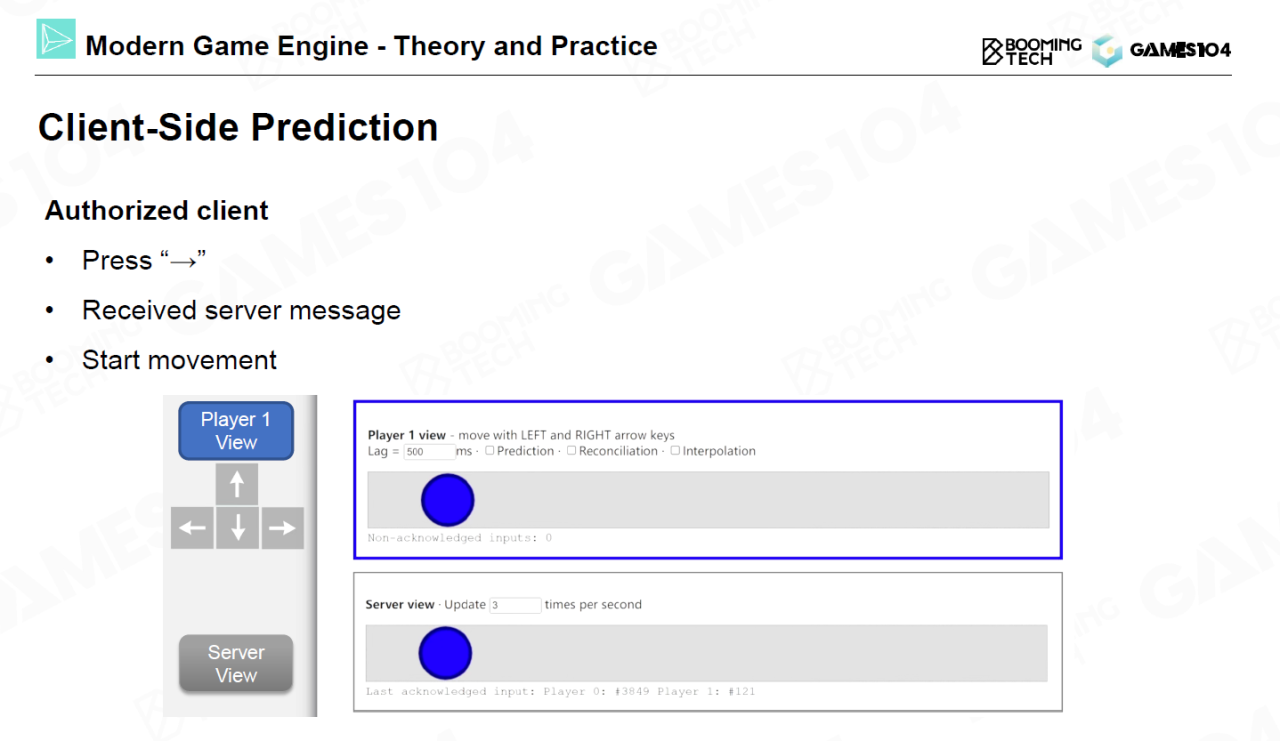 Modern Game Engine - Theory and Practice
BOOMING
TECH
GAMES104
Client-Side Prediction
Authorized client
• Press “→”
• Received server message
• Start movement
Player 1
View
Server
View
Player 1 view - move with LEFT and RIGHT arrow keys
Lag = 500 ms · Prediction · Reconciliation · Interpolation
Non-acknowledged inputs: 0
Server view · Update 3 times per second
Last acknowledged input: Player 0: #3849 Player 1: #121